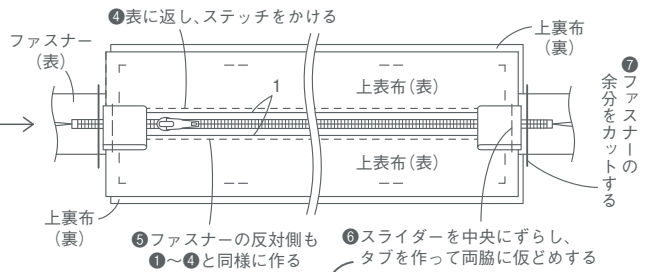 ❹表に返し、ステッチをかける
ファスナー
(表)
上裏布
(裏)
1
上表布(表)
上表布(表)
❼ファスナーの
余分をカットする
上裏布
(裏)
❺ファスナーの反対側も
❶〜❹と同様に作る
❻スライダーを中央にずらし、
タブを作って両脇に仮どめする